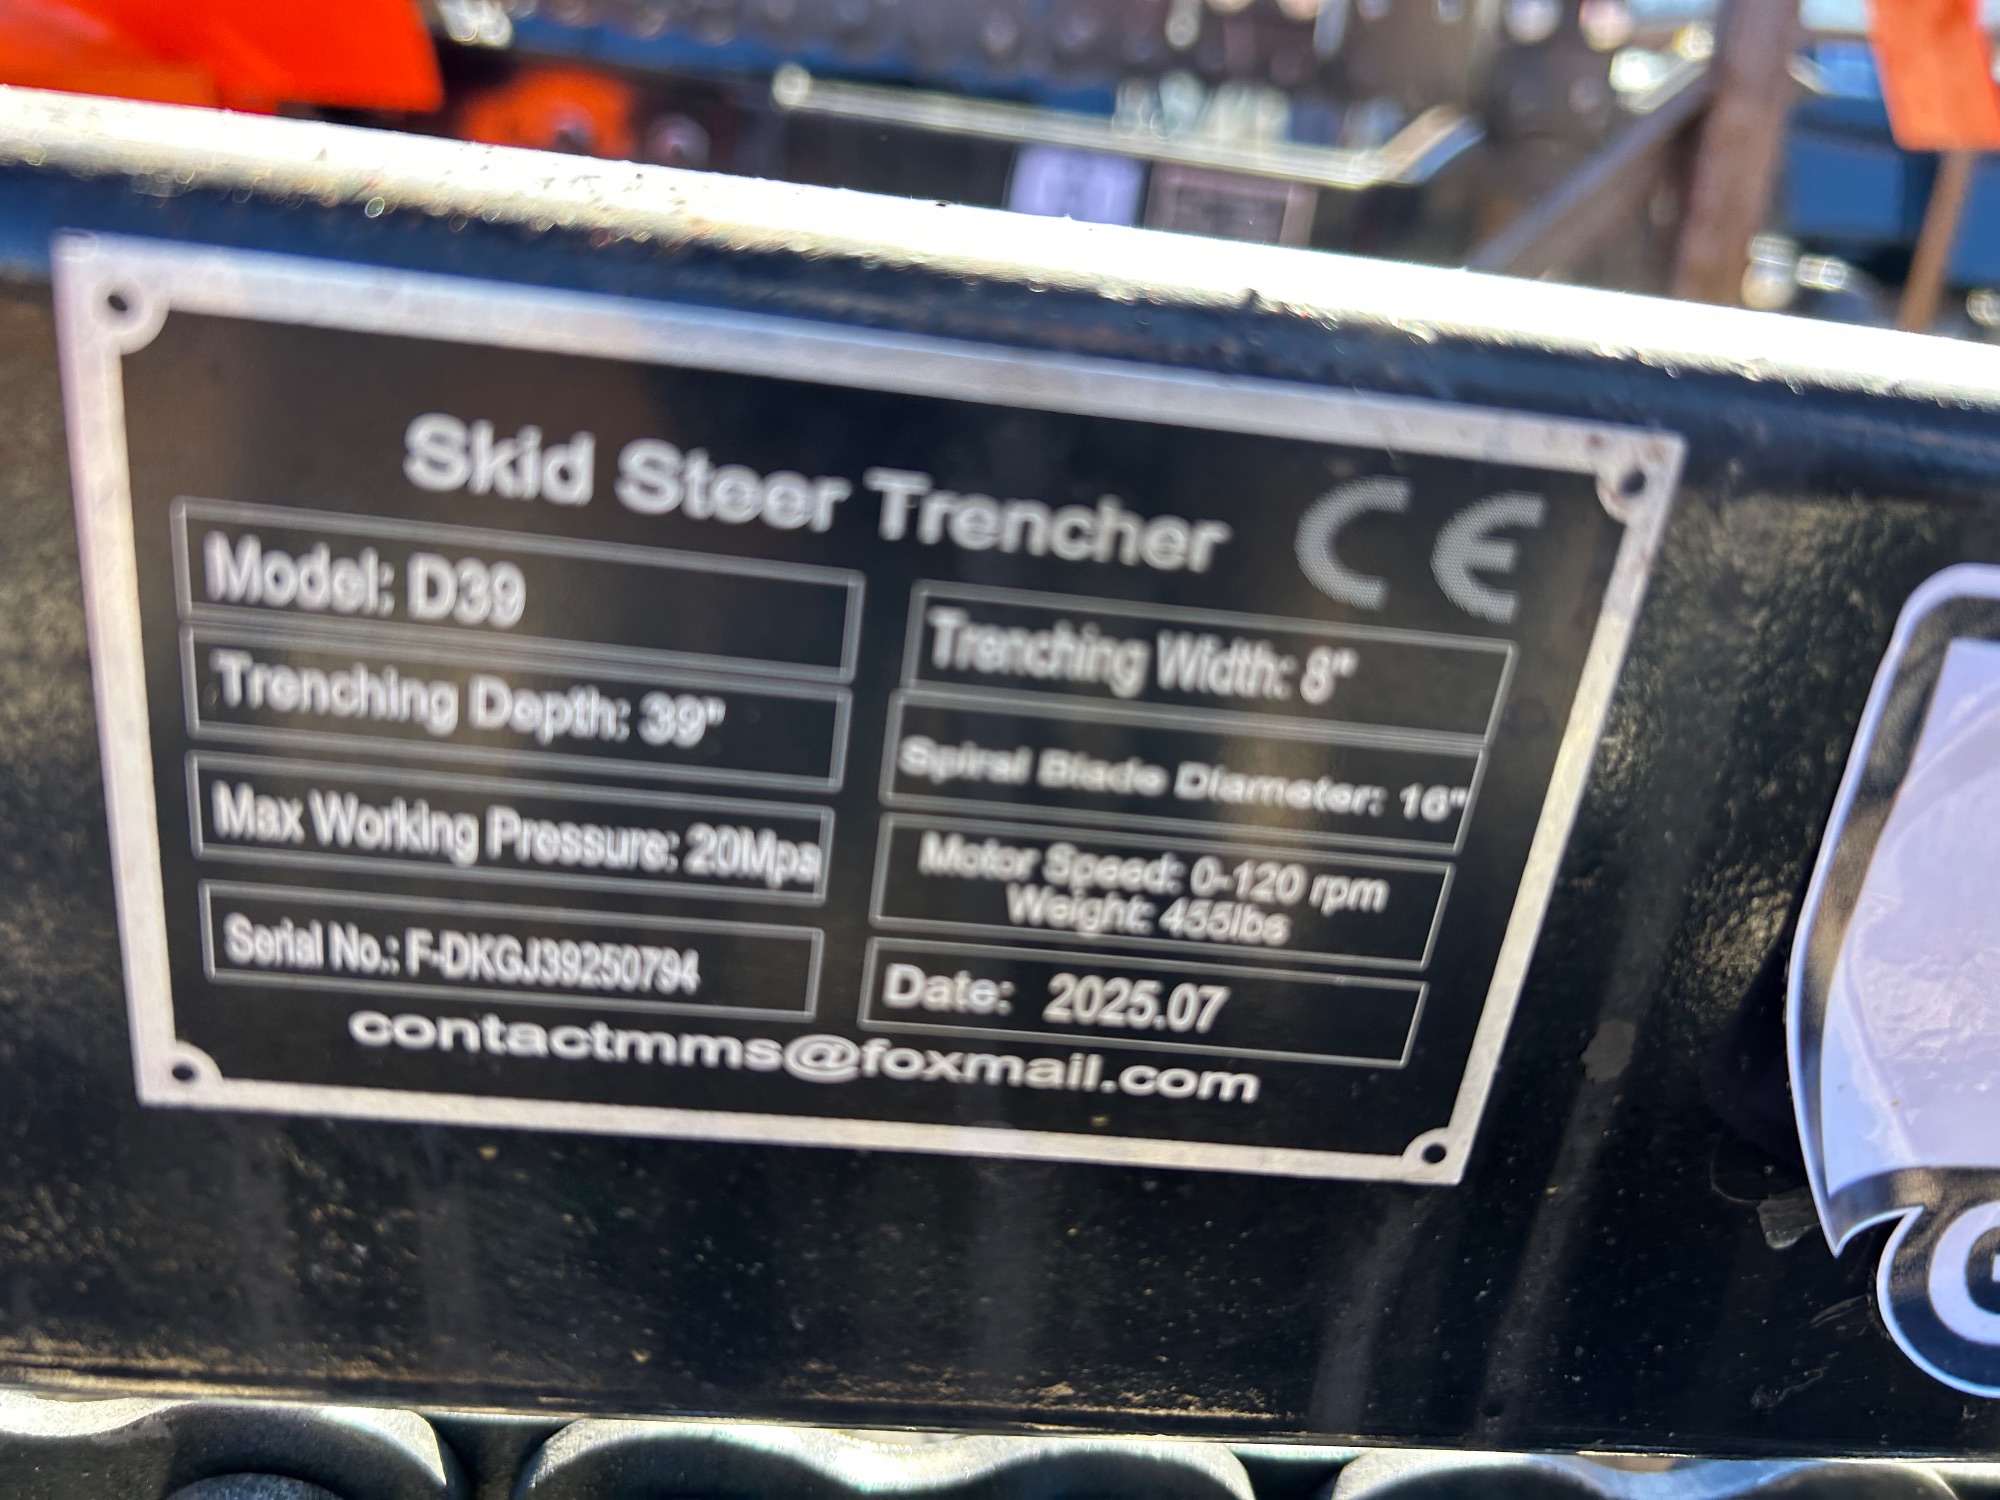 Skid Steer Trencher
CE
Model: D39
Trenching Width: 8"
Trenching Depth: 39"
Spiral Blade Diameter: 16"
Max Working Pressure: 20Mpa
Motor Speed: 0-120 rpm
Weight: 455lbs
Serial No.: F-DKGJ39250794
Date: 2025.07
contactmms@foxmail.com
G